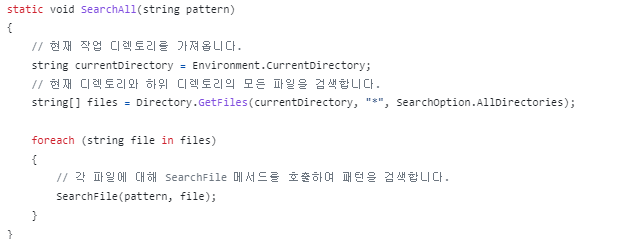 static void SearchAll(string pattern)
{
    // 현재 작업 디렉토리를 가져옵니다.
    string currentDirectory = Environment.CurrentDirectory;
    // 현재 디렉토리와 하위 디렉토리의 모든 파일을 검색합니다.
    string[] files = Directory.GetFiles(currentDirectory, "*", SearchOption.AllDirectories);

    foreach (string file in files)
    {
        // 각 파일에 대해 SearchFile 메서드를 호출하여 패턴을 검색합니다.
        SearchFile(pattern, file);
    }
}